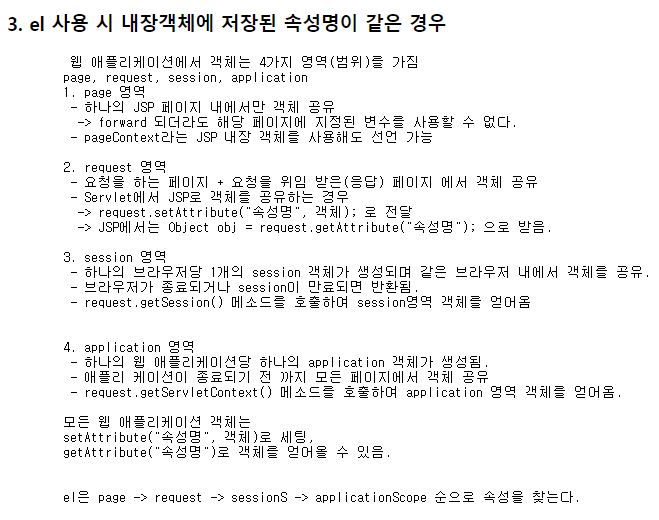 3. el 사용 시 내장객체에 저장된 속성명이 같은 경우
웹 애플리케이션에서 객체는 4가지 영역(범위)를 가짐
page, request, session, application
1. page 영역
- 하나의 JSP 페이지 내에서만 객체 공유
-> forward 되더라도 해당 페이지에 지정된 변수를 사용할 수 없다.
- pageContext라는 JSP 내장 객체를 사용해도 선언 가능
2. request 영역
- 요청을 하는 페이지 + 요청을 위임 받은(응답) 페이지 에서 객체 공유
- Servlet에서 JSP로 객체를 공유하는 경우
-> request.setAttribute("속성명", 객체); 로 전달
-> JSP에서는 Object obj = request.getAttribute("속성명"); 으로 받음.
3. session 영역
- 하나의 브라우저당 1개의 session 객체가 생성되며 같은 브라우저 내에서 객체를 공유.
- 브라우저가 종료되거나 session이 만료되면 반환됨.
- request.getSession() 메소드를 호출하여 session영역 객체를 얻어옴
4. application 영역
- 하나의 웹 애플리케이션당 하나의 application 객체가 생성됨.
- 애플리 케이션이 종료되기 전 까지 모든 페이지에서 객체 공유
- request.getServletContext() 메소드를 호출하여 application 영역 객체를 얻어옴.
모든 웹 애플리케이션 객체는
setAttribute("속성명", 객체)로 세팅,
getAttribute("속성명")로 객체를 얻어올 수 있음.
el은 page -> request -> sessionS -> applicationScope 순으로 속성을 찾는다.